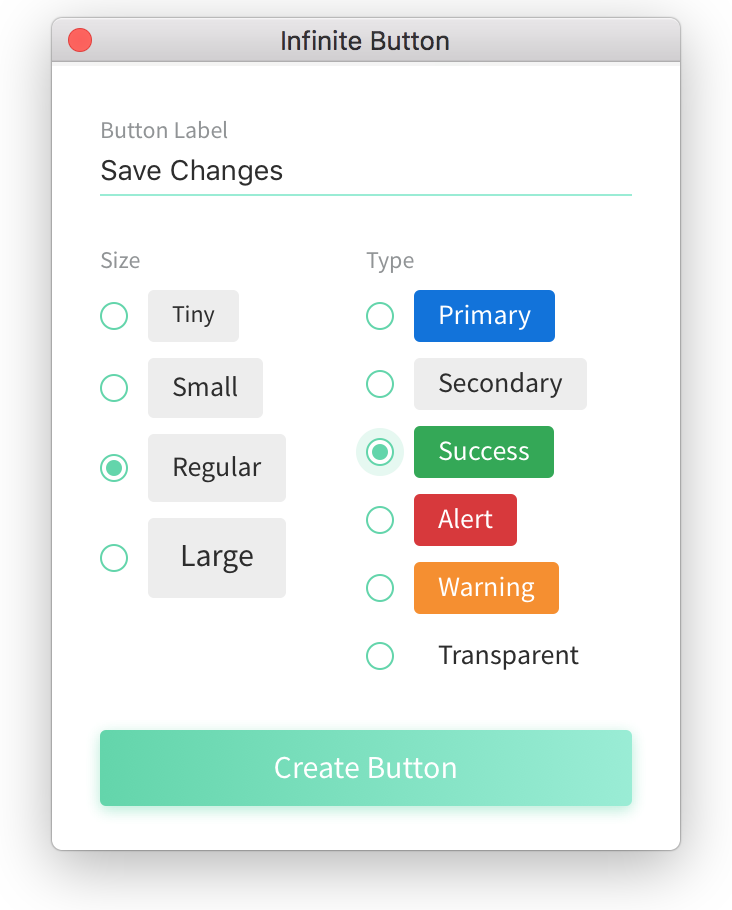 Infinite Button
Button Label
Save Changes
Size
Tiny
Small
Regular
Large
Type
Primary
Secondary
Success
Alert
Warning
Transparent
Create Button